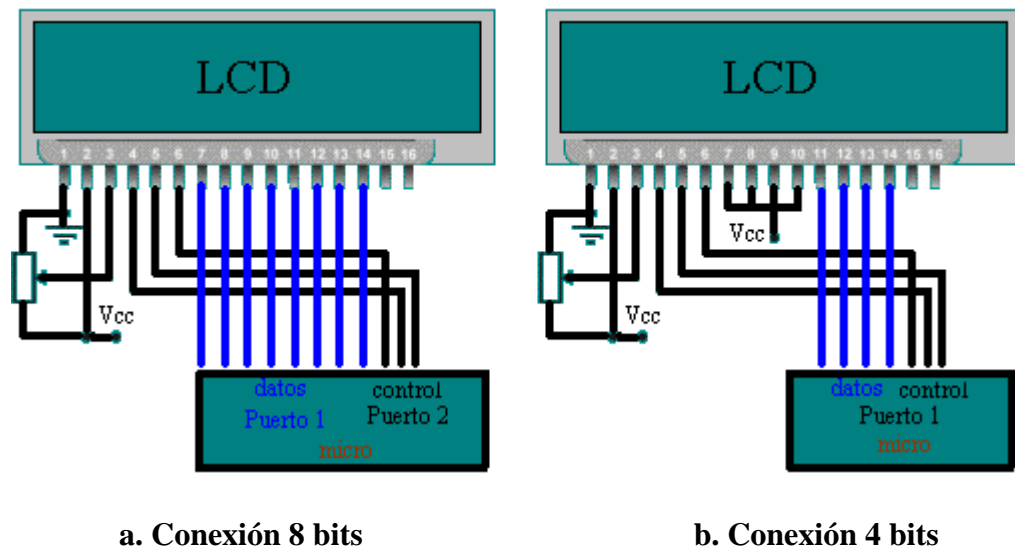 LCD
1 2 3 4 5 6 7 8 9 10 11 12 13 14 15 16
Vcc
datos control
Puerto 1 Puerto 2
micro
a. Conexión 8 bits
LCD
1 2 3 4 5 6 7 8 9 10 11 12 13 14 15 16
Vcc
Vcc
datos control
Puerto 1
micro
b. Conexión 4 bits